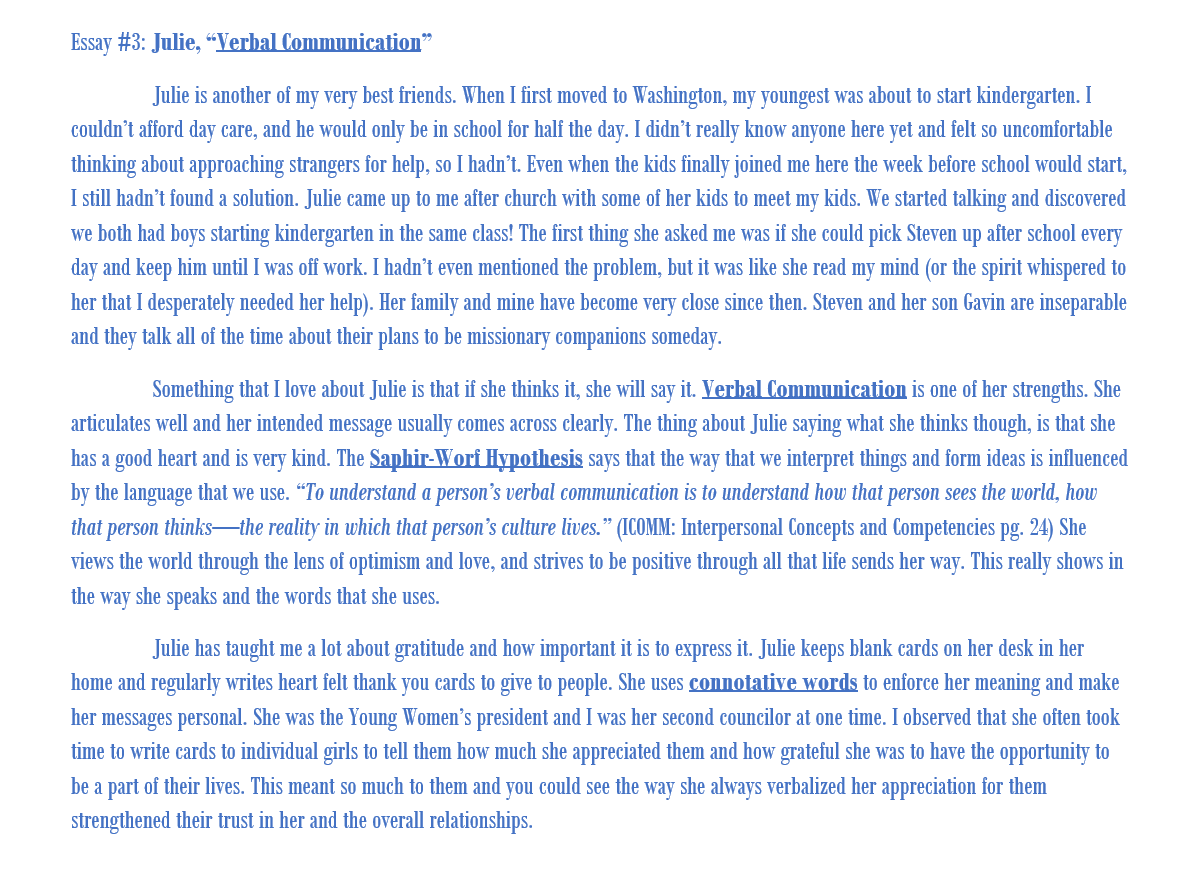 Essay #3: Julie, “Verbal Communication”
Julie is another of my very best friends. When I first moved to Washington, my youngest was about to start kindergarten. I
couldn’t afford day care, and he would only be in school for half the day. I didn’t really know anyone here yet and felt so uncomfortable
thinking about approaching strangers for help, so I hadn’t. Even when the kids finally joined me here the week before school would start,
I still hadn’t found a solution. Julie came up to me after church with some of her kids to meet my kids. We started talking and discovered
we both had boys starting kindergarten in the same class! The first thing she asked me was if she could pick Steven up after school every
day and keep him until I was off work. I hadn’t even mentioned the problem, but it was like she read my mind (or the spirit whispered to
her that I desperately needed her help). Her family and mine have become very close since then. Steven and her son Gavin are inseparable
and they talk all of the time about their plans to be missionary companions someday.
Something that I love about Julie is that if she thinks it, she will say it. Verbal Communication is one of her strengths. She
articulates well and her intended message usually comes across clearly. The thing about Julie saying what she thinks though, is that she
has a good heart and is very kind. The Saphir-Worf Hypothesis says that the way that we interpret things and form ideas is influenced
by the language that we use. “To understand a person’s verbal communication is to understand how that person sees the world, how
that person thinks—–the reality in which that person’s culture lives.” (ICOMM: Interpersonal Concepts and Competencies pg. 24) She
views the world through the lens of optimism and love, and strives to be positive through all that life sends her way. This really shows in
the way she speaks and the words that she uses.
Julie has taught me a lot about gratitude and how important it is to express it. Julie keeps blank cards on her desk in her
home and regularly writes heart felt thank you cards to give to people. She uses connotative words to enforce her meaning and make
her messages personal. She was the Young Women’s president and I was her second councilor at one time. I observed that she often took
time to write cards to individual girls to tell them how much she appreciated them and how grateful she was to have the opportunity to
be a part of their lives. This meant so much to them and you could see the way she always verbalized her appreciation for them
strengthened their trust in her and the overall relationships.